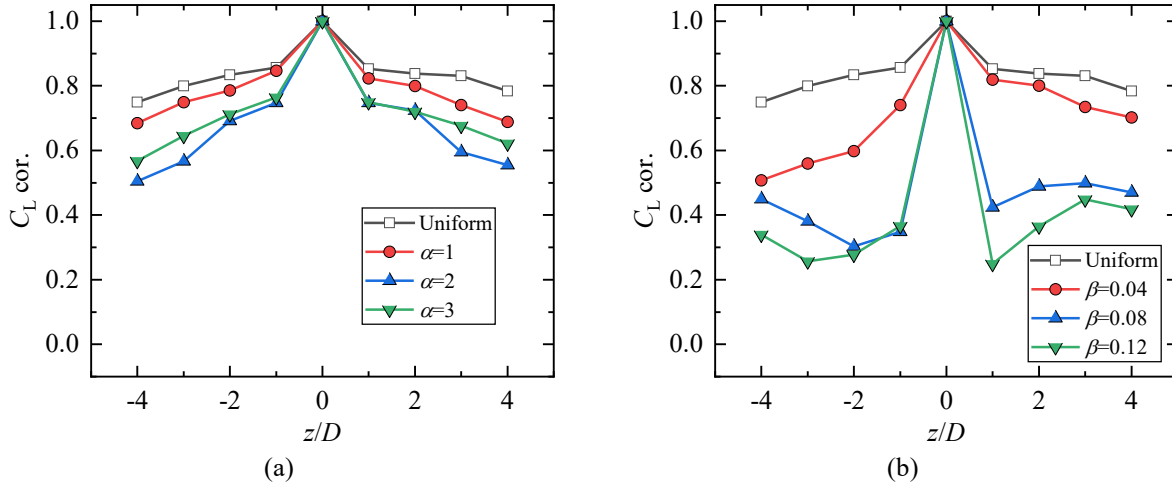 1.0
0.8
0.6
0.4
0.2
0.0
C_L cor.
-4 -2 0 2 4
z/D
Uniform
α=1
α=2
α=3
(a)
1.0
0.8
0.6
0.4
0.2
0.0
C_L cor.
-4 -2 0 2 4
z/D
Uniform
β=0.04
β=0.08
β=0.12
(b)